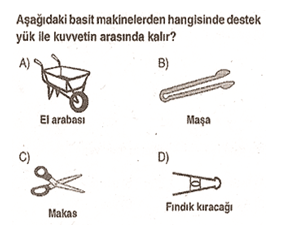 Aşağıdaki basit makinelerden hangisinde destek
yük ile kuvvetin arasında kalır?
A)
B)
El arabası
Maşa
C)
D)
Makas
Fındık kıracağı